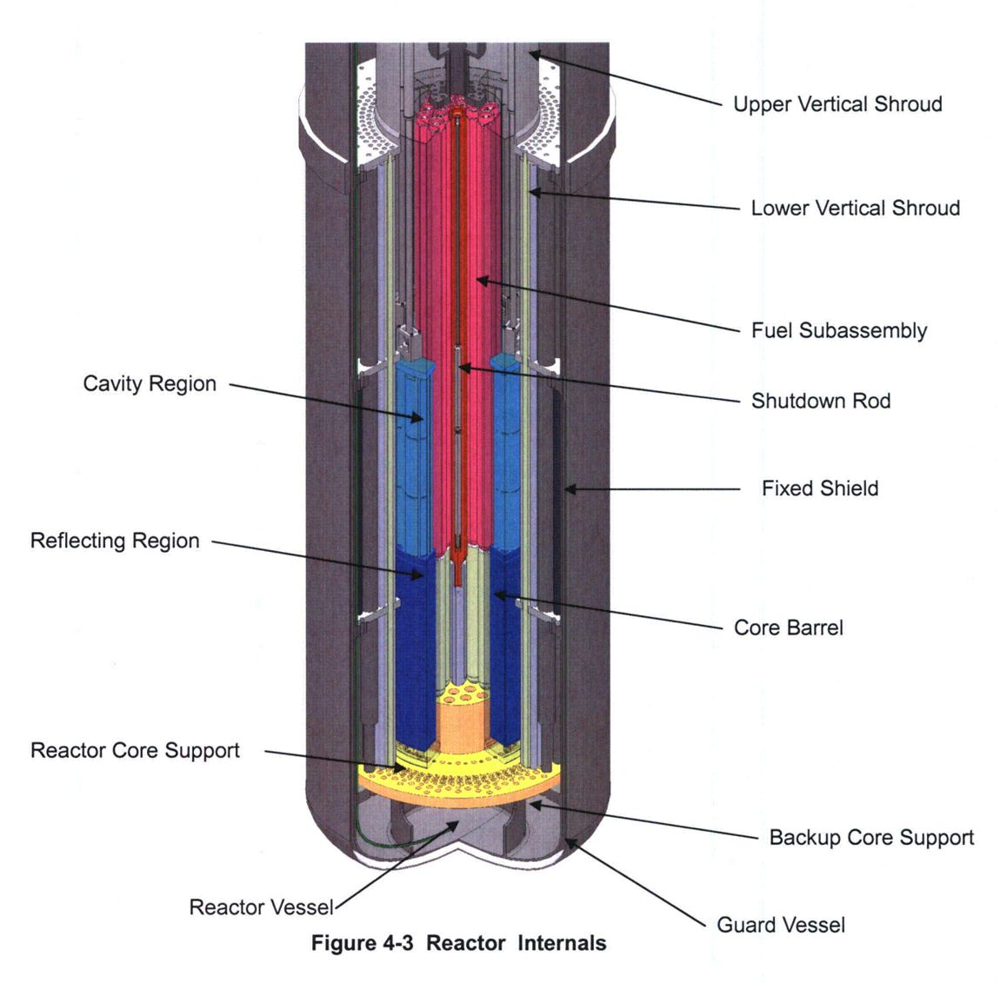 Upper Vertical Shroud
Lower Vertical Shroud
Fuel Subassembly
Cavity Region
Shutdown Rod
Fixed Shield
Reflecting Region
Core Barrel
Reactor Core Support
Backup Core Support
Reactor Vessel
Guard Vessel
Figure 4-3 Reactor Internals